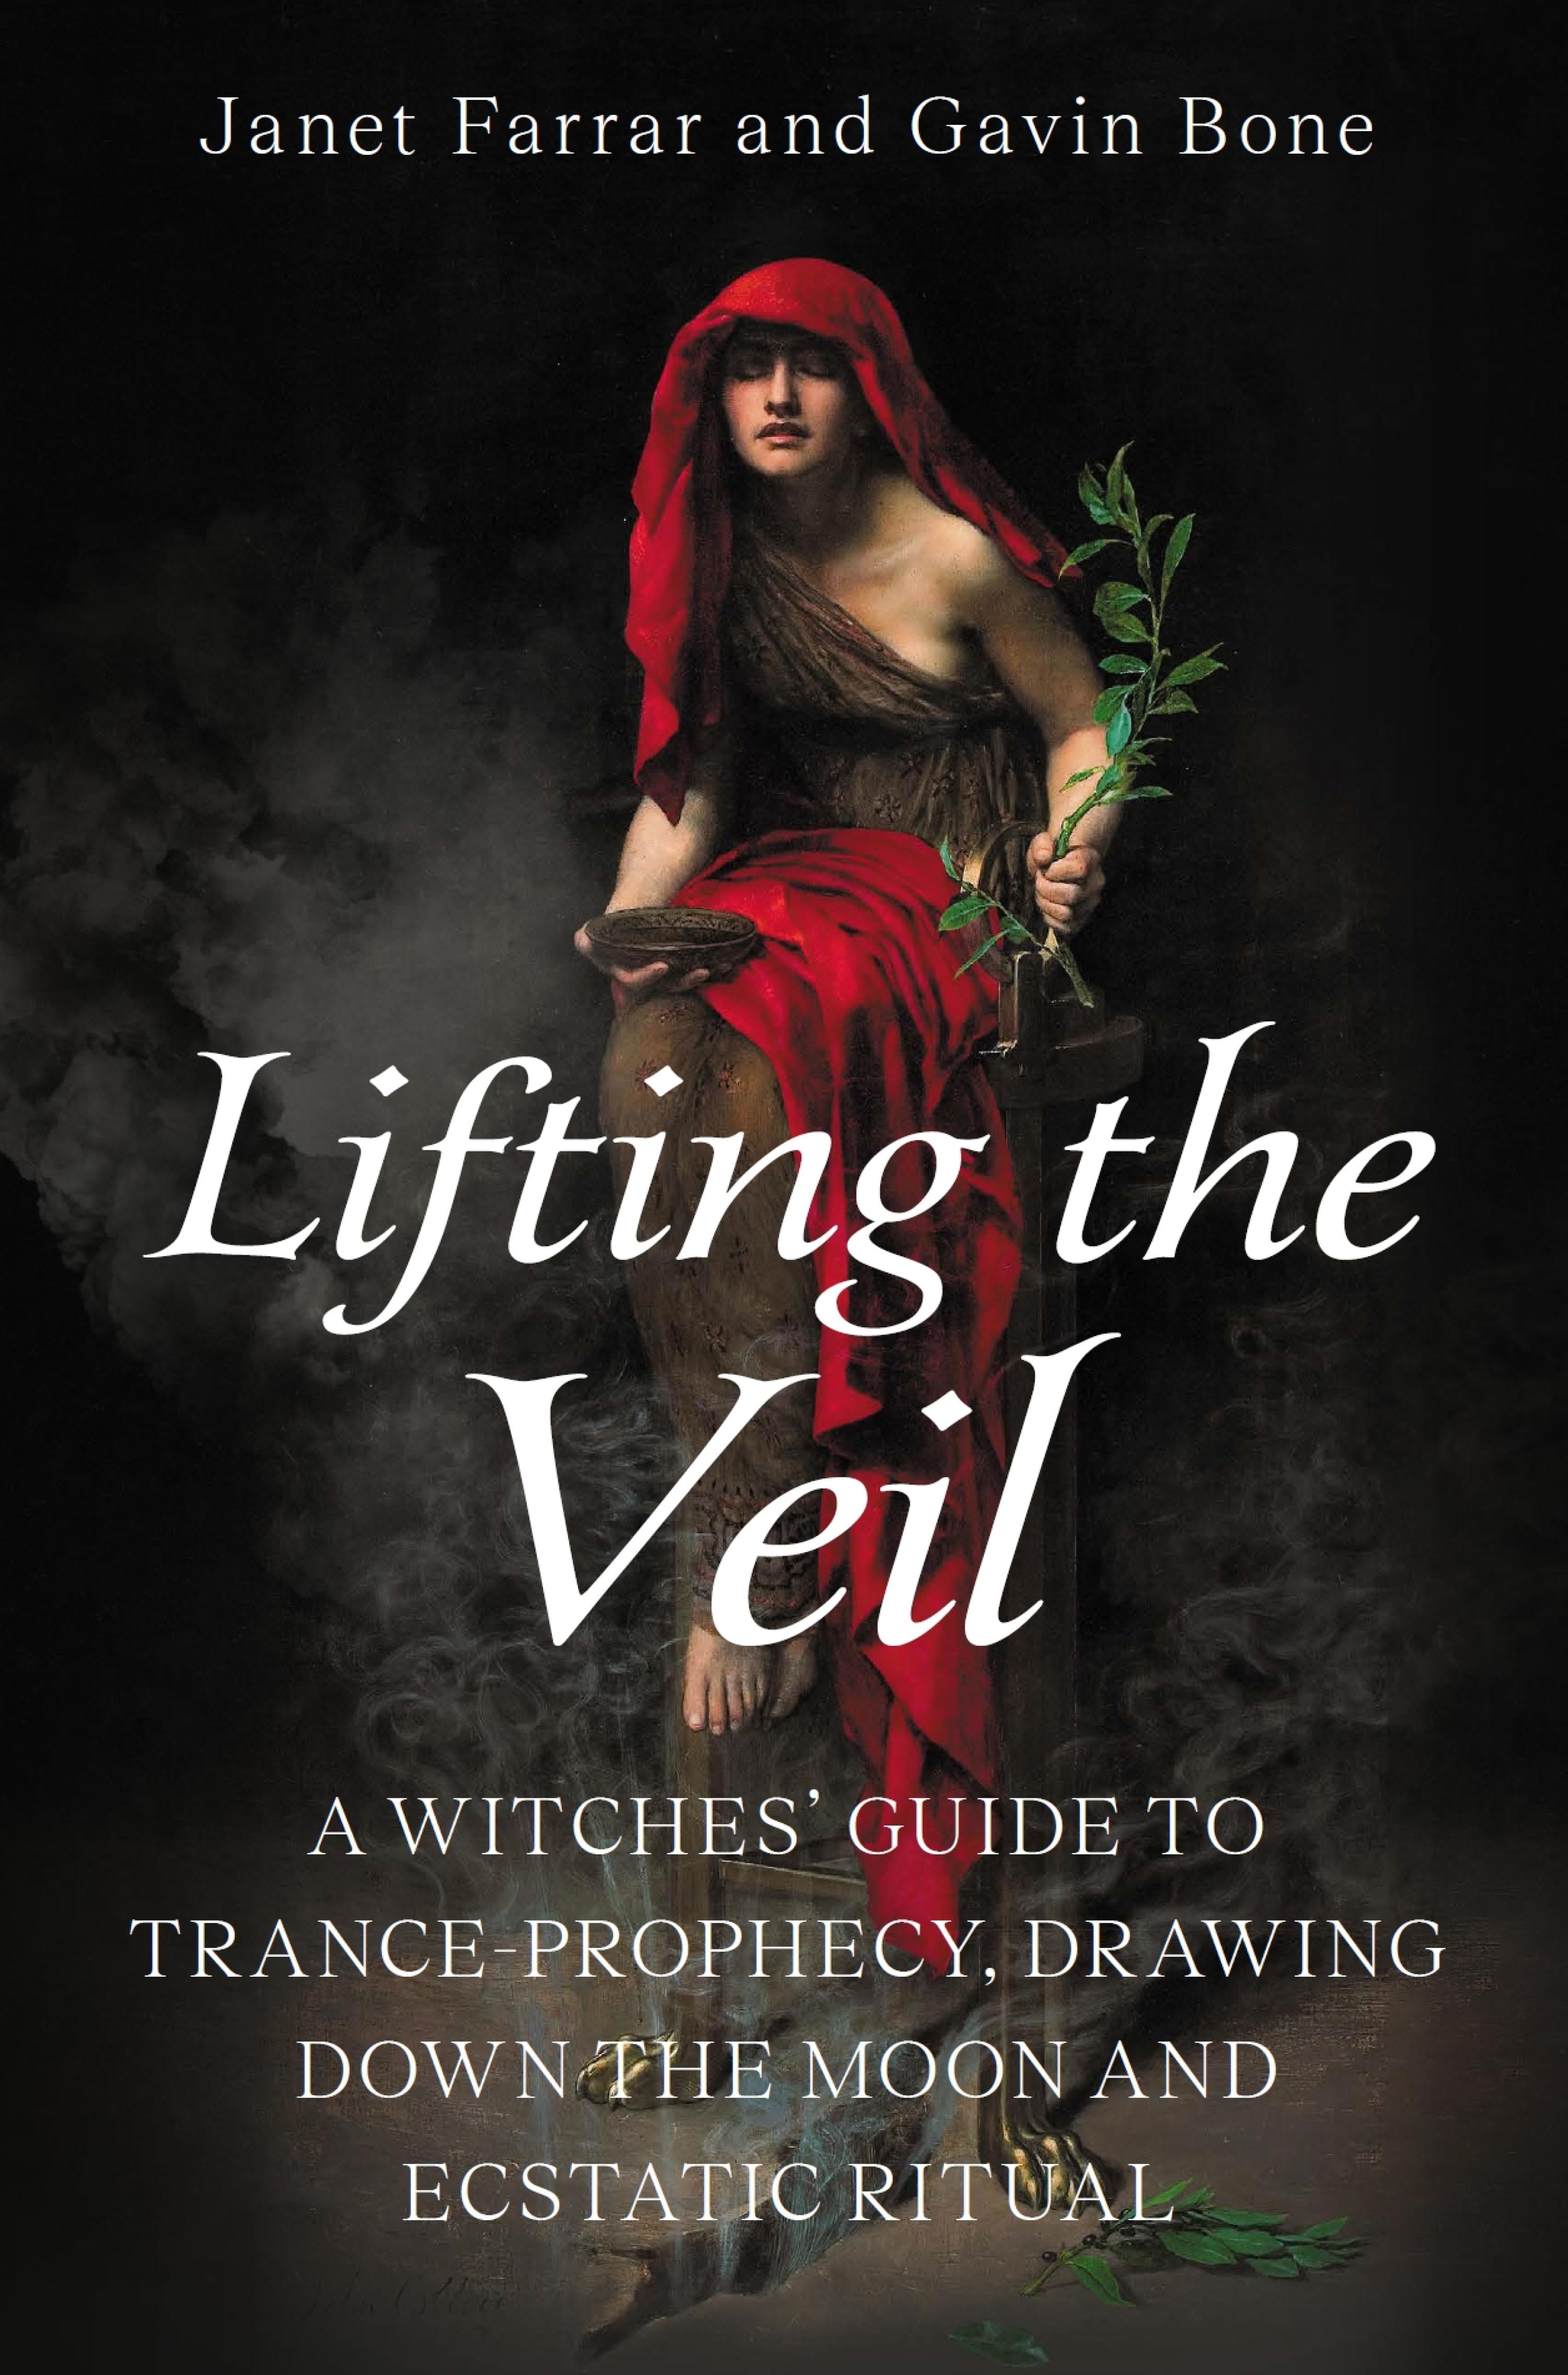 Janet Farrar and Gavin Bone
Lifting the
Veil
A WITCHES’ GUIDE TO
TRANCE-PROPHECY, DRAWING
DOWN THE MOON AND
ECSTATIC RITUAL